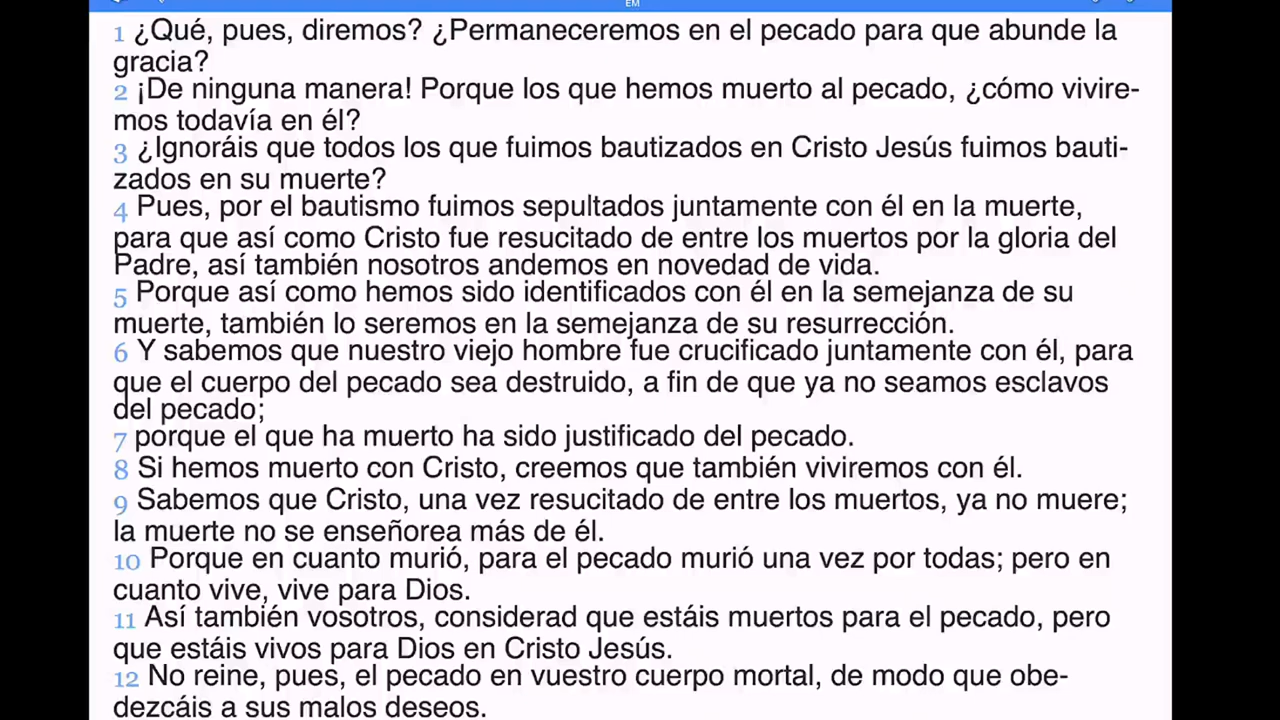 EM
1 ¿Qué, pues, diremos? ¿Permaneceremos en el pecado para que abunde la
gracia?
2 ¡De ninguna manera! Porque los que hemos muerto al pecado, ¿cómo vivire-
mos todavía en él?
3 ¿Ignoráis que todos los que fuimos bautizados en Cristo Jesús fuimos bauti-
zados en su muerte?
4 Pues, por el bautismo fuimos sepultados juntamente con él en la muerte,
para que así como Cristo fue resucitado de entre los muertos por la gloria del
Padre, así también nosotros andemos en novedad de vida.
5 Porque así como hemos sido identificados con él en la semejanza de su
muerte, también lo seremos en la semejanza de su resurrección.
6 Y sabemos que nuestro viejo hombre fue crucificado juntamente con él, para
que el cuerpo del pecado sea destruido, a fin de que ya no seamos esclavos
del pecado;
7 porque el que ha muerto ha sido justificado del pecado.
8 Si hemos muerto con Cristo, creemos que también viviremos con él.
9 Sabemos que Cristo, una vez resucitado de entre los muertos, ya no muere;
la muerte no se enseñorea más de él.
10 Porque en cuanto murió, para el pecado murió una vez por todas; pero en
cuanto vive, vive para Dios.
11 Así también vosotros, considerad que estáis muertos para el pecado, pero
que estáis vivos para Dios en Cristo Jesús.
12 No reine, pues, el pecado en vuestro cuerpo mortal, de modo que obe-
dezcáis a sus malos deseos.